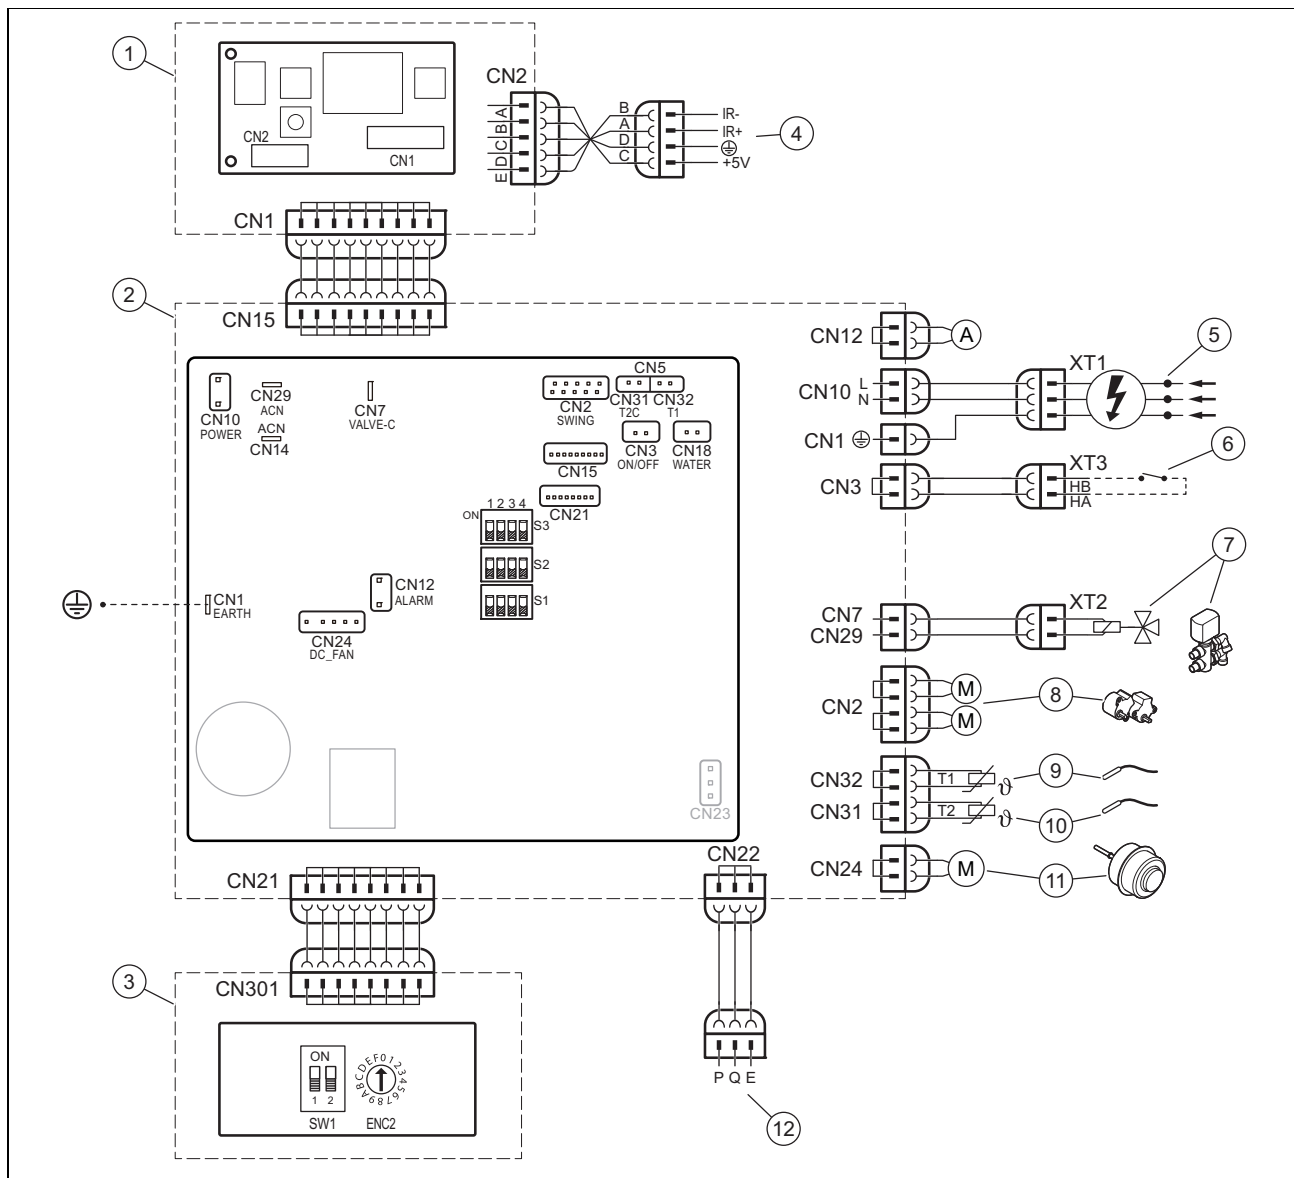 1
CN2
CN2
CN1
A
B
C
D
E
B
A
D
C
IR-
IR+
+5V
4
CN1
2
CN15
CN12
A
CN10
L
N
XT1
5
CN1
CN3
XT3
HB
HA
6
CN10
POWER
CN29
ACN
ACN
CN14
CN7
VALVE-C
CN5
CN2
SWING
CN31
T2C
CN32
T1
CN3
ON/OFF
CN18
WATER
CN15
CN21
1 2 3 4
ON
S3
S2
S1
CN1
EARTH
CN12
ALARM
CN24
DC_FAN
CN23
7
CN7
CN29
XT2
CN2
M
M
8
CN32
T1
ϑ
9
CN31
T2
ϑ
10
CN24
M
11
CN21
CN22
3
CN301
ON
1 2
SW1
0123456789ABCDEF
ENC2
P Q E
12